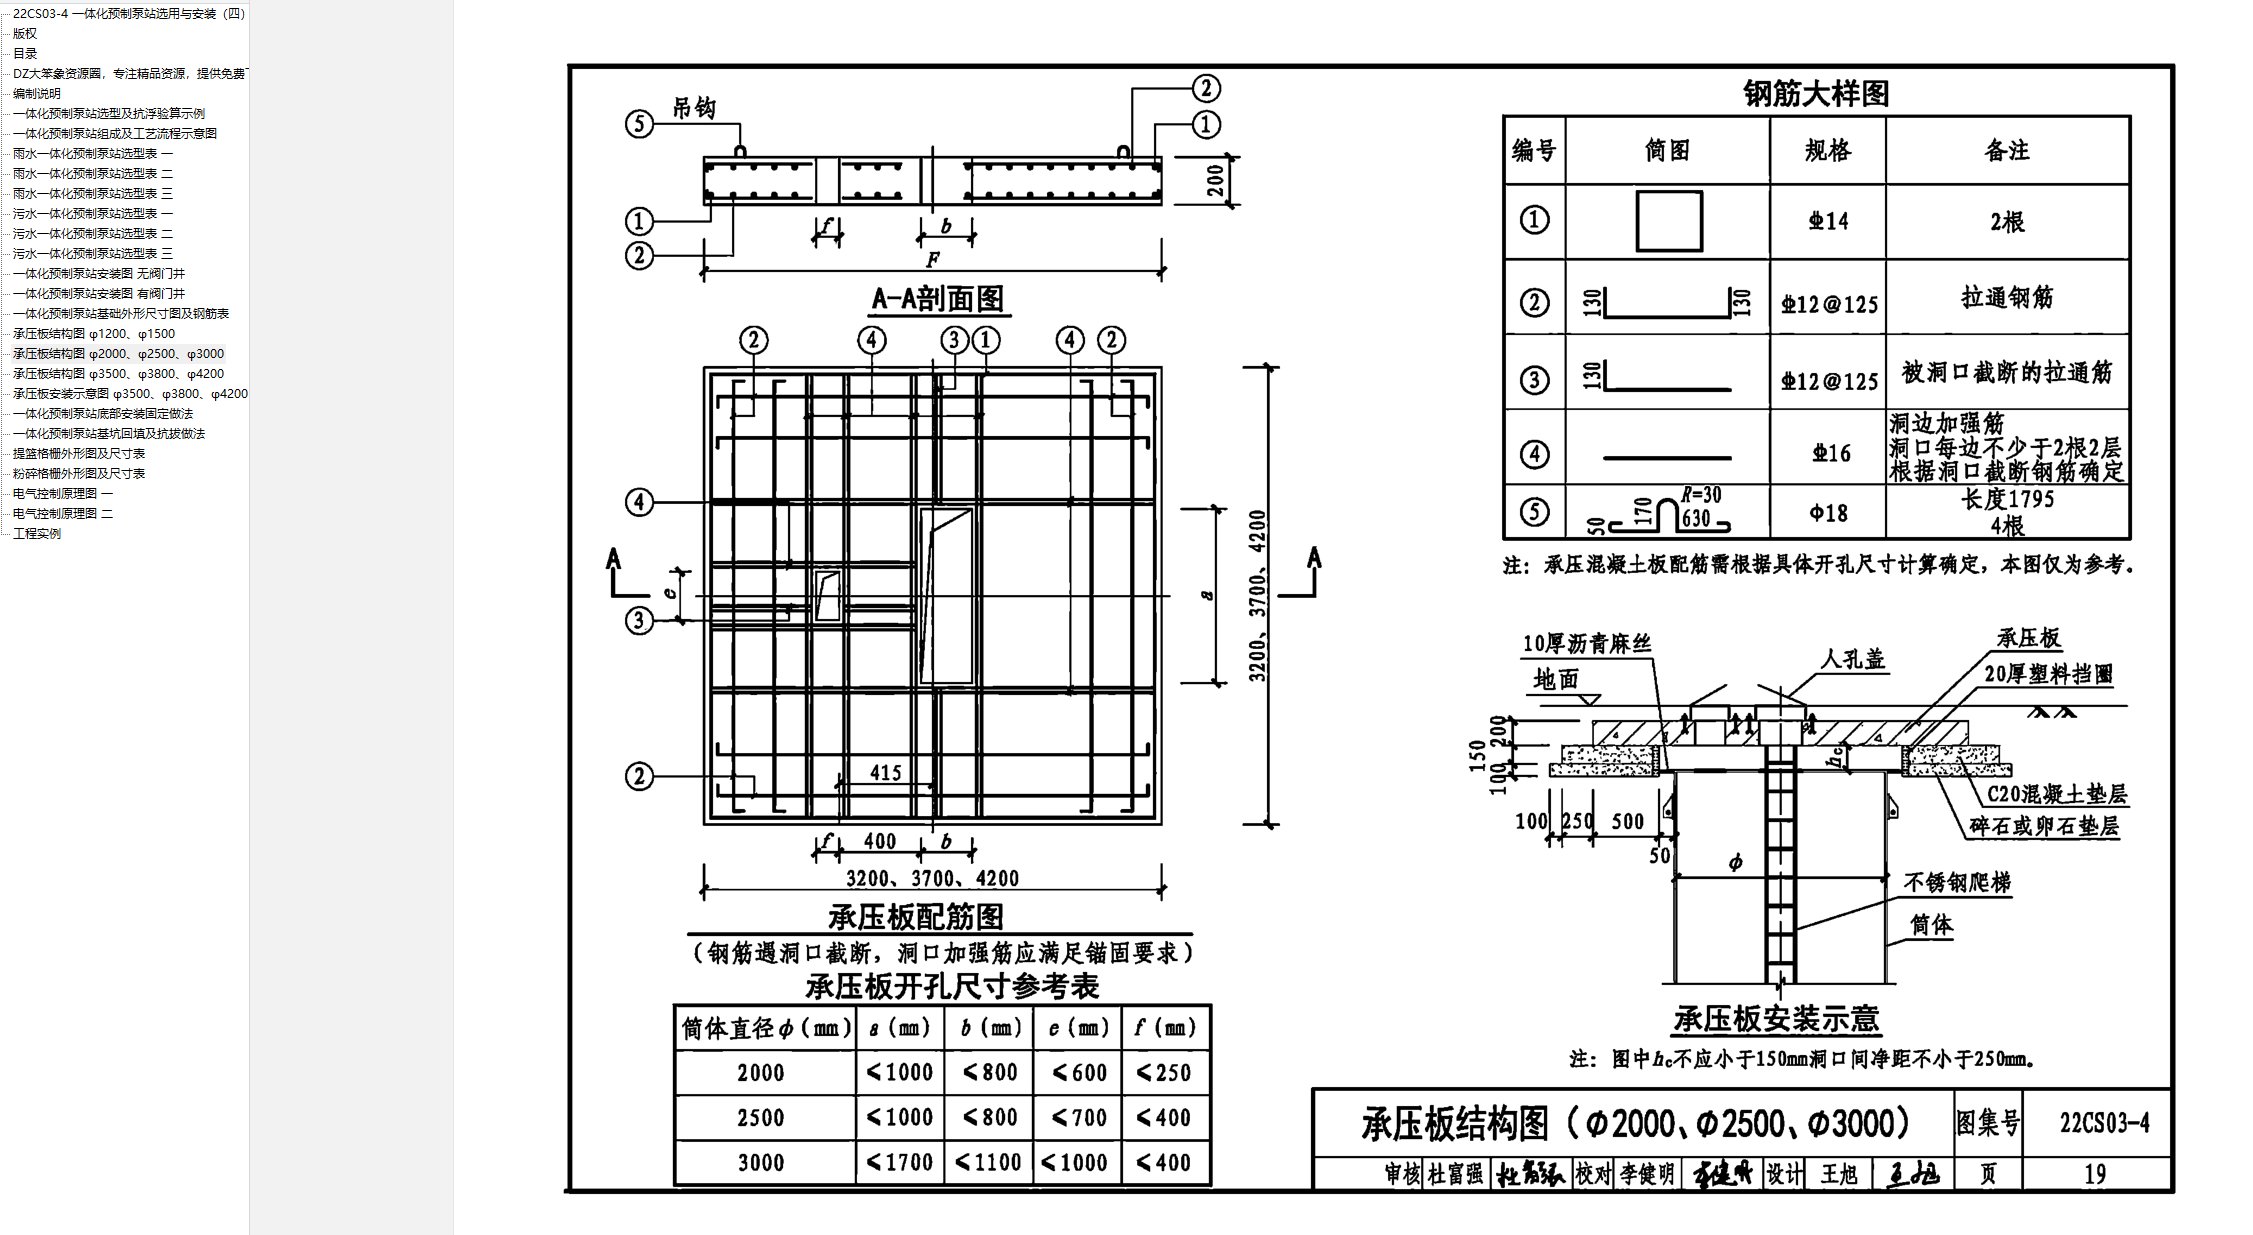 22CS03-4 一体化预制泵站选用与安装（四）
版权
目录
DZ大笨象资源圈，专注精品资源，提供免费
编制说明
一体化预制泵站选型及抗浮验算示例
一体化预制泵站组成及工艺流程示意图
雨水一体化预制泵站选型表 一
雨水一体化预制泵站选型表 二
雨水一体化预制泵站选型表 三
污水一体化预制泵站选型表 一
污水一体化预制泵站选型表 二
污水一体化预制泵站选型表 三
一体化预制泵站安装图 无阀门井
一体化预制泵站安装图 有阀门井
一体化预制泵站基础外形尺寸图及钢筋表
承压板结构图 φ1200、φ1500
承压板结构图 φ2000、φ2500、φ3000
承压板结构图 φ3500、φ3800、φ4200
承压板安装示意图 φ3500、φ3800、φ4200
一体化预制泵站底部安装固定做法
一体化预制泵站基坑回填及抗拔做法
提篮格栅外形图及尺寸表
粉碎格栅外形图及尺寸表
电气控制原理图 一
电气控制原理图 二
工程实例
⑤ 吊钩 ②
①
200
①
②
f b
F
A-A剖面图
② ④ ③ ① ④ ②
④
A A
e a 3200、3700、4200
③
② 415
f 400 b
3200、3700、4200
承压板配筋图
（钢筋遇洞口截断，洞口加强筋应满足锚固要求）
承压板开孔尺寸参考表
筒体直径φ（mm） a（mm） b（mm） e（mm） f（mm）
2000 ≤1000 ≤800 ≤600 ≤250
2500 ≤1000 ≤800 ≤700 ≤400
3000 ≤1700 ≤1100 ≤1000 ≤400
钢筋大样图
编号 简图 规格 备注
① Φ14 2根
② 130 130 Φ12@125 拉通钢筋
③ 130 Φ12@125 被洞口截断的拉通筋
④ Φ16 洞边加强筋
洞口每边不少于2根2层
根据洞口截断钢筋确定
⑤ 50 170 R=30 630 Φ18 长度1795
4根
注：承压混凝土板配筋需根据具体开孔尺寸计算确定，本图仅为参考。
10厚沥青麻丝 承压板
地面 人孔盖 20厚塑料挡圈
200
150
100
hc
C20混凝土垫层
100 250 500 碎石或卵石垫层
50 φ
不锈钢爬梯
筒体
承压板安装示意
注：图中hc不应小于150mm洞口间净距不小于250mm。
承压板结构图（Φ2000、Φ2500、Φ3000） 图集号 22CS03-4
审核 杜富强 校对 李健明 设计 王旭 页 19